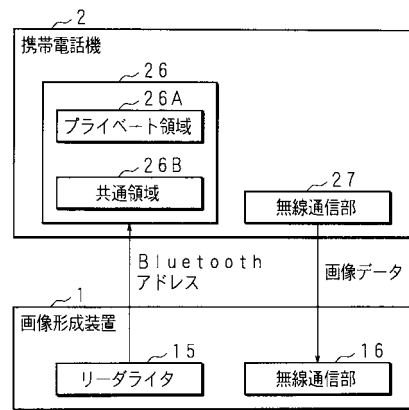 2
携帯電話機
26
26A
プライベート領域
26B
共通領域
27
無線通信部
Bluetooth
アドレス
画像データ
1
画像形成装置
15
リーダライタ
16
無線通信部